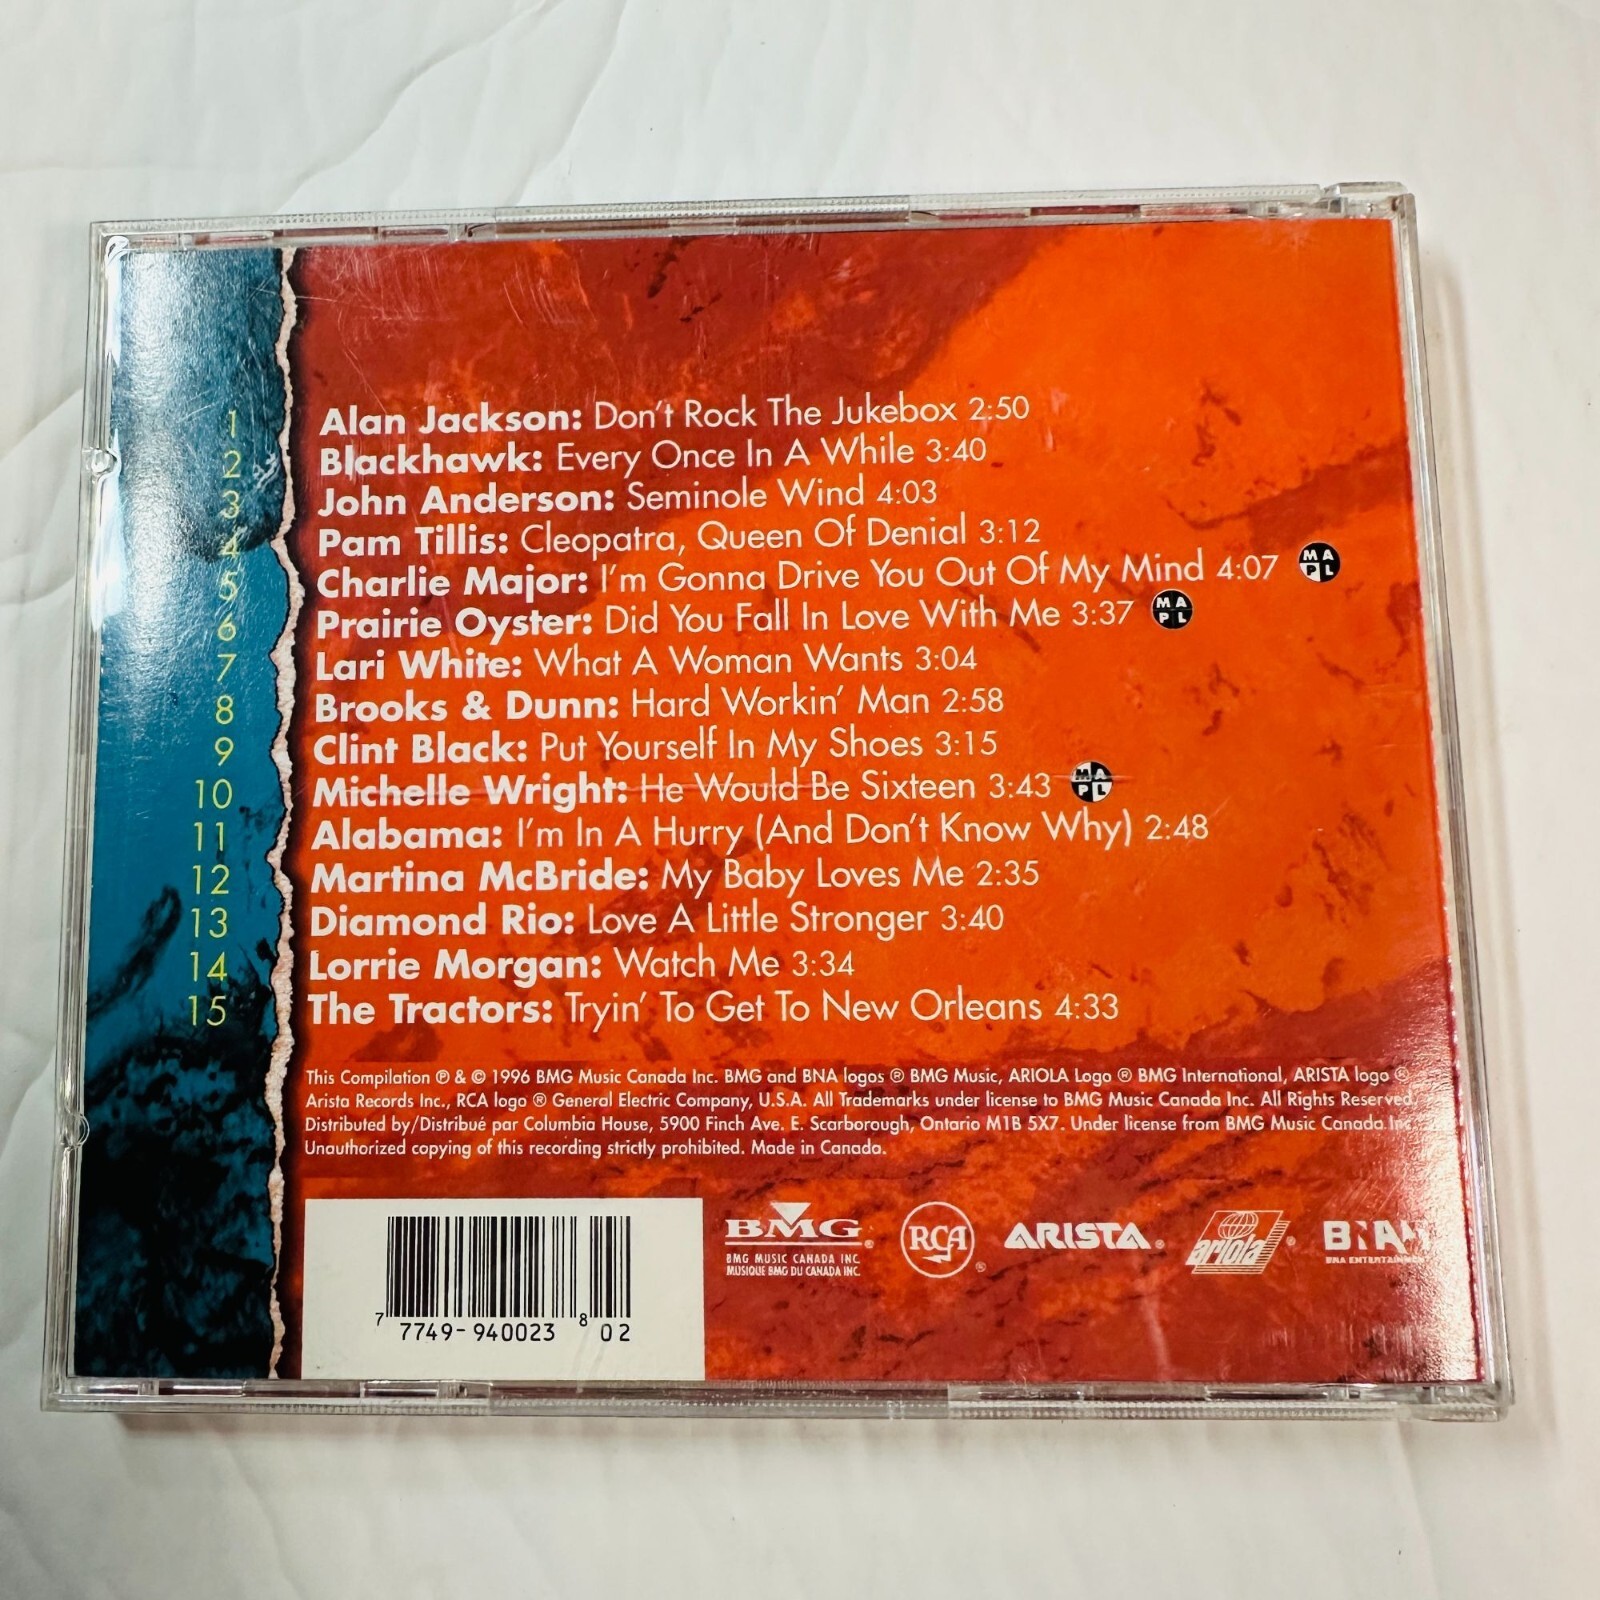 1 Alan Jackson: Don't Rock The Jukebox 2:50
2 Blackhawk: Every Once In A While 3:40
3 John Anderson: Seminole Wind 4:03
4 Pam Tillis: Cleopatra, Queen Of Denial 3:12
5 Charlie Major: I'm Gonna Drive You Out Of My Mind 4:07 MAPL
6 Prairie Oyster: Did You Fall In Love With Me 3:37 MAPL
7 Lari White: What A Woman Wants 3:04
8 Brooks & Dunn: Hard Workin' Man 2:58
9 Clint Black: Put Yourself In My Shoes 3:15
10 Michelle Wright: He Would Be Sixteen 3:43 MAPL
11 Alabama: I'm In A Hurry (And Don't Know Why) 2:48
12 Martina McBride: My Baby Loves Me 2:35
13 Diamond Rio: Love A Little Stronger 3:40
14 Lorrie Morgan: Watch Me 3:34
15 The Tractors: Tryin' To Get To New Orleans 4:33
This Compilation ℗ & © 1996 BMG Music Canada Inc. BMG and BNA logos ® BMG Music, ARIOLA Logo ® BMG International, ARISTA logo ®
Arista Records Inc., RCA logo ® General Electric Company, U.S.A. All Trademarks under license to BMG Music Canada Inc. All Rights Reserved.
Distributed by/Distribué par Columbia House, 5900 Finch Ave. E. Scarborough, Ontario M1B 5X7. Under license from BMG Music Canada Inc.
Unauthorized copying of this recording strictly prohibited. Made in Canada.
7 7749-940023 8 02
BMG®
BMG MUSIC CANADA INC.
MUSIQUE BMG DU CANADA INC.
RCA®
ARISTA®
ariola®
BNA
BNA ENTERTAINMENT